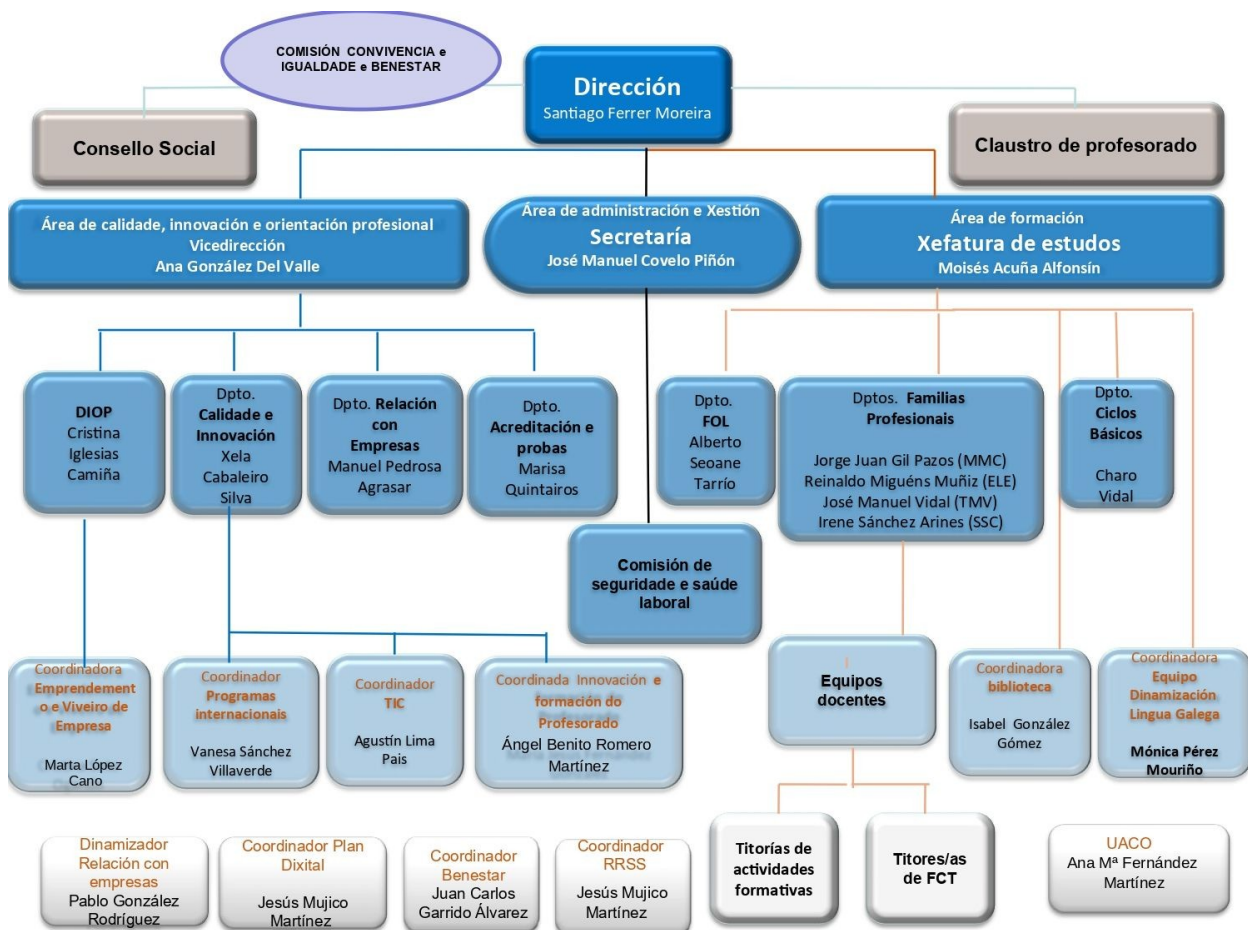 COMISIÓN CONVIVENCIA e
IGUALDADE e BENESTAR
Dirección
Santiago Ferrer Moreira
Consello Social
Claustro de profesorado
Área de calidade, innovación e orientación profesional
Vicedirección
Ana González Del Valle
Área de administración e Xestión
Secretaría
José Manuel Covelo Piñón
Área de formación
Xefatura de estudos
Moisés Acuña Alfonsín
DIOP
Cristina
Iglesias
Camiña
Dpto.
Calidade e
Innovación
Xela
Cabaleiro
Silva
Dpto. Relación
con
Empresas
Manuel Pedrosa
Agrasar
Dpto.
Acreditación e
probas
Marisa
Quintairos
Dpto.
FOL
Alberto
Seoane
Tarrío
Dptos. Familias
Profesionais
Jorge Juan Gil Pazos (MMC)
Reinaldo Miguéns Muñiz (ELE)
José Manuel Vidal (TMV)
Irene Sánchez Arines (SSC)
Dpto.
Ciclos
Básicos
Charo
Vidal
Comisión de
seguridade e saúde
laboral
Coordinadora
Emprendement
o e Viveiro de
Empresa
Marta López
Cano
Coordinador
Programas
internacionais
Vanesa Sánchez
Villaverde
Coordinador
TIC
Agustín Lima
Pais
Coordinada Innovación e
formación do
Profesorado
Ángel Benito Romero
Martínez
Equipos
docentes
Coordinadora
biblioteca
Isabel González
Gómez
Coordinadora
Equipo
Dinamización
Lingua Galega
Mónica Pérez
Mouriño
Dinamizador
Relación con
empresas
Pablo González
Rodríguez
Coordinador Plan
Dixital
Jesús Mujico
Martínez
Coordinador
Benestar
Juan Carlos
Garrido Álvarez
Coordinador
RRSS
Jesús Mujico
Martínez
Titorías de
actividades
formativas
Titores/as
de FCT
UACO
Ana Mª Fernández
Martínez